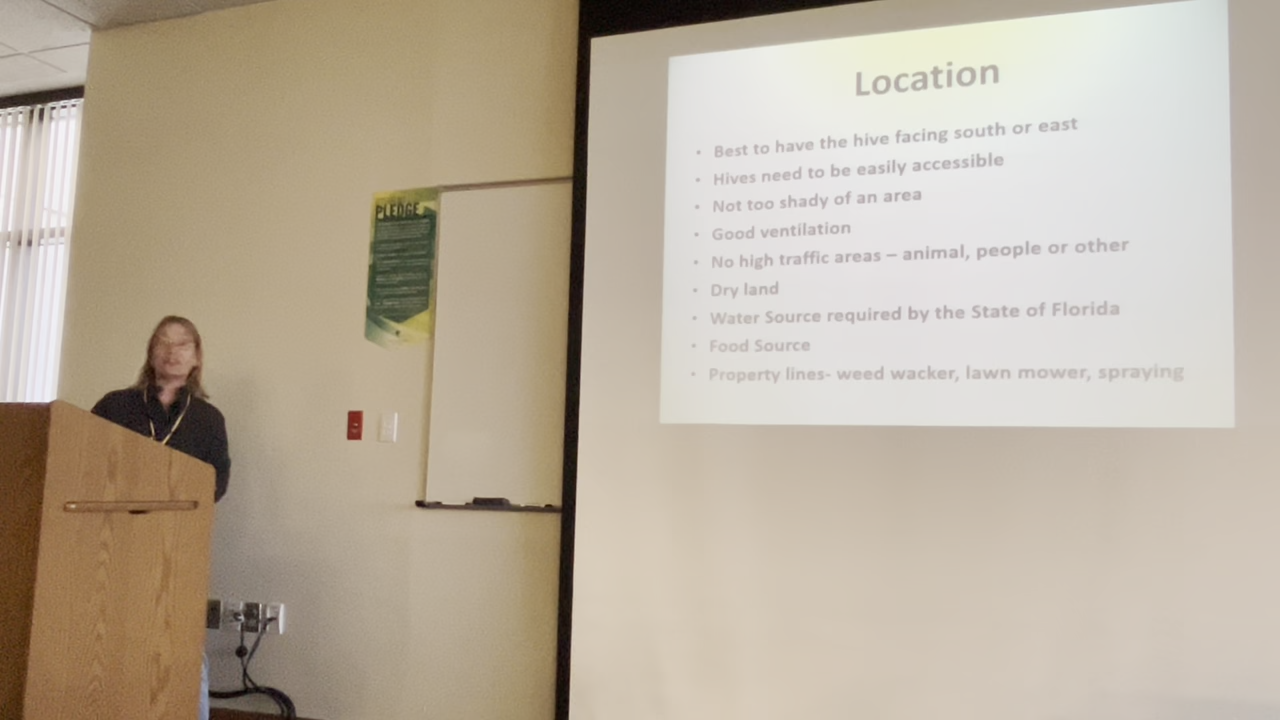 PLEDGE
Location
• Best to have the hive facing south or east
• Hives need to be easily accessible
• Not too shady of an area
• Good ventilation
• No high traffic areas – animal, people or other
• Dry land
• Water Source required by the State of Florida
• Food Source
• Property lines- weed wacker, lawn mower, spraying